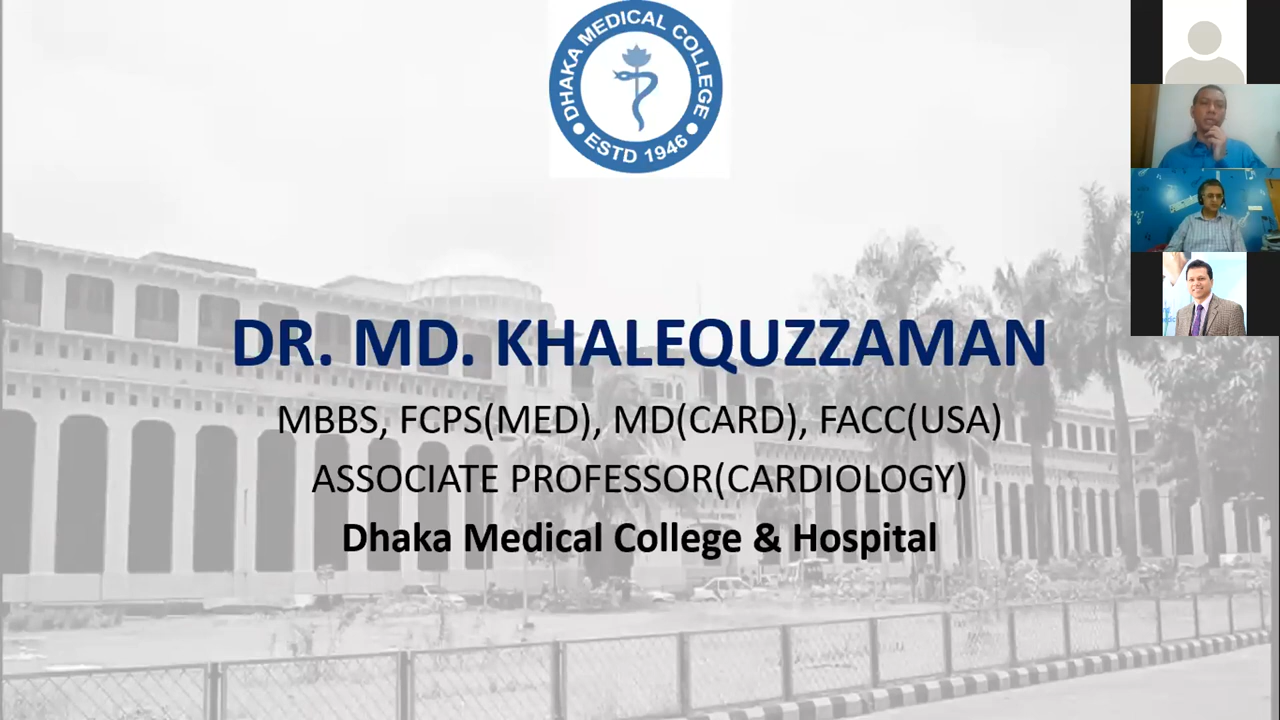 DHAKA MEDICAL COLLEGE
ESTD 1946
DR. MD. KHALEQUZZAMAN
MBBS, FCPS(MED), MD(CARD), FACC(USA)
ASSOCIATE PROFESSOR(CARDIOLOGY)
Dhaka Medical College & Hospital